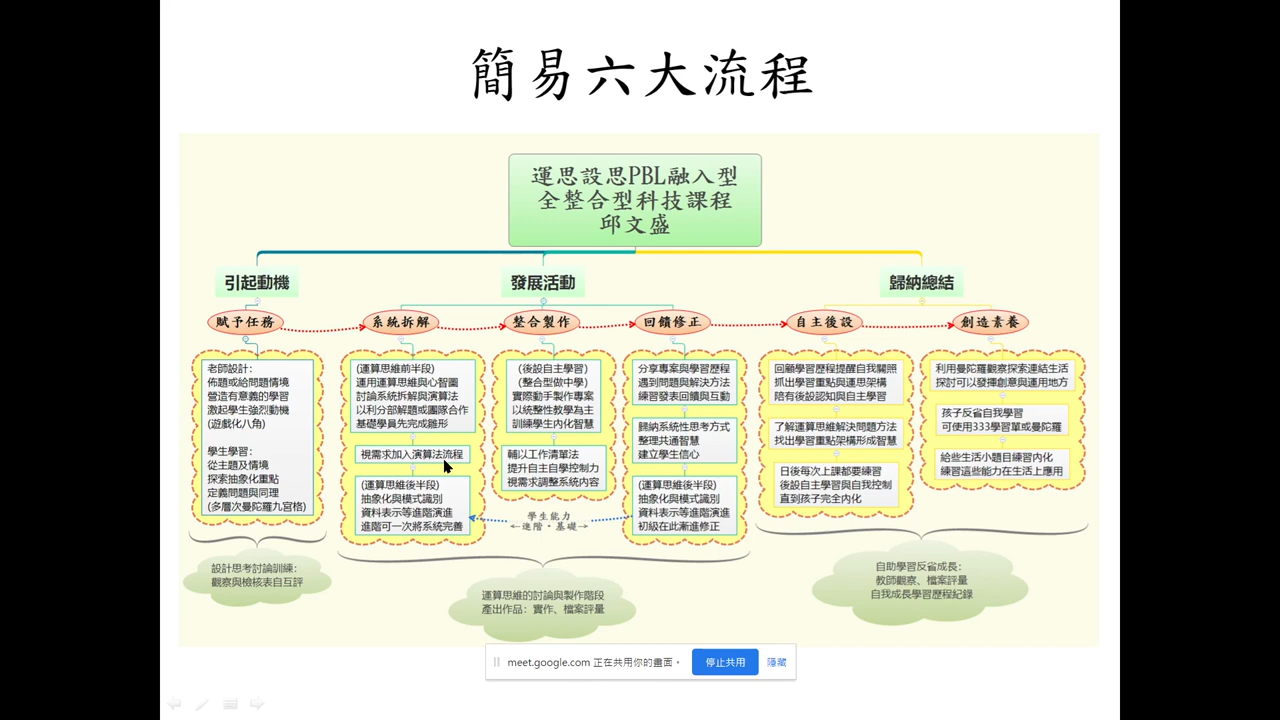 簡易六大流程
運思設思PBL融入型
全整合型科技課程
邱文盛
引起動機
發展活動
歸納總結
賦予任務
系統拆解
整合製作
回饋修正
自主後設
創造素養
老師設計:
佈題或給問題情境
營造有意義的學習
激起學生強烈動機
(遊戲化八角)
學生學習:
從主題及情境
探索抽象化重點
定義問題與同理
(多層次曼陀羅九宮格)
(運算思維前半段)
運用運算思維與心智圖
討論系統拆解與演算法
以利分部解題或團隊合作
基礎學員先完成雛形
視需求加入演算法流程
(運算思維後半段)
抽象化與模式識別
資料表示等進階演進
進階可一次將系統完善
(後設自主學習)
(整合型做中學)
實際動手製作專案
以統整性教學為主
訓練學生內化智慧
輔以工作清單法
提升自主自學控制力
視需求調整系統內容
學生能力
←進階・基礎→
分享專案與學習歷程
遇到問題與解決方法
練習發表回饋與互動
歸納系統性思考方式
整理共通智慧
建立學生信心
(運算思維後半段)
抽象化與模式識別
資料表示等進階演進
初級在此漸進修正
回顧學習歷程提醒自我關照
抓出學習重點與運思架構
陪有後設認知與自主學習
了解運算思維解決問題方法
找出學習重點架構形成智慧
日後每次上課都要練習
後設自主學習與自我控制
直到孩子完全內化
利用曼陀羅觀察探索連結生活
探討可以發揮創意與運用地方
孩子反省自我學習
可使用333學習單或曼陀羅
給些生活小題目練習內化
練習這些能力在生活上應用
設計思考討論訓練:
觀察與檢核表自互評
運算思維的討論與製作階段
產出作品: 實作、檔案評量
自助學習反省成長:
教師觀察、檔案評量
自我成長學習歷程紀錄
meet.google.com 正在共用你的畫面。
停止共用
隱藏